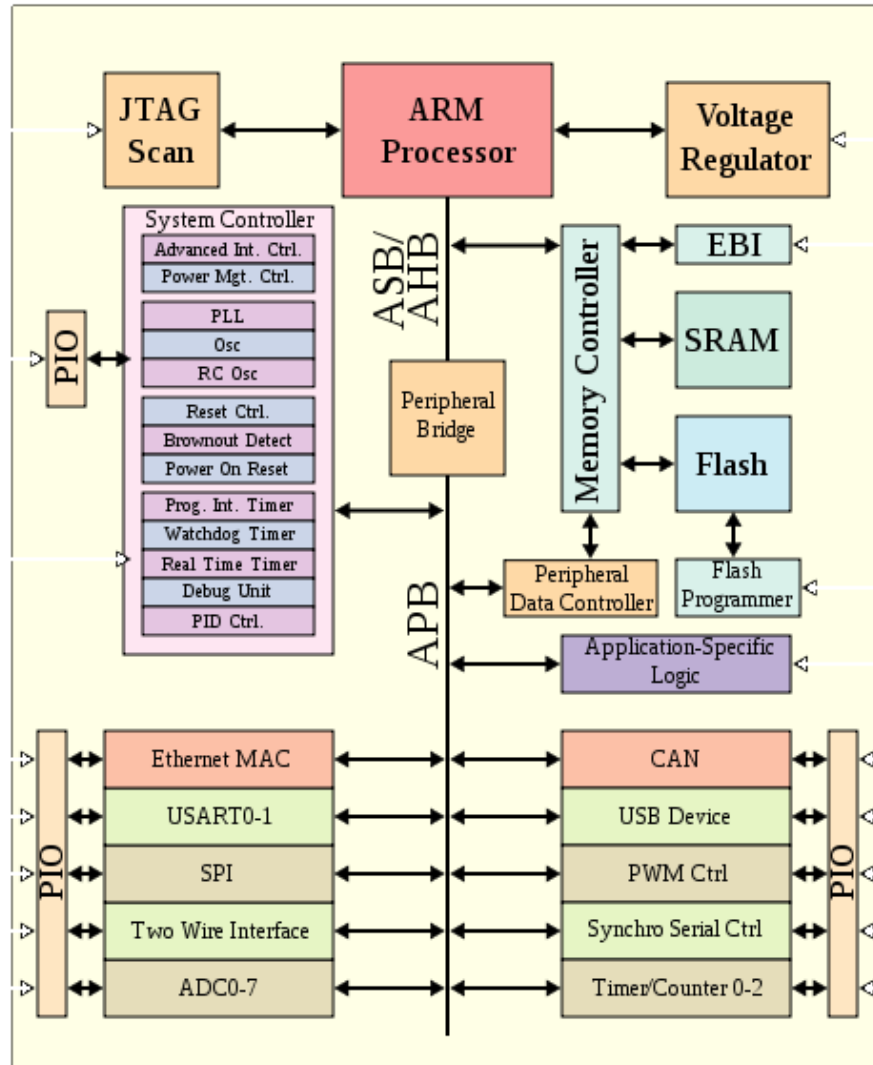 JTAG
Scan
ARM
Processor
Voltage
Regulator
System Controller
Advanced Int. Ctrl.
Power Mgt. Ctrl.
PLL
Osc
RC Osc
Reset Ctrl.
Brownout Detect
Power On Reset
Prog. Int. Timer
Watchdog Timer
Real Time Timer
Debug Unit
PID Ctrl.
PIO
ASB/
AHB
Peripheral
Bridge
APB
Memory Controller
EBI
SRAM
Flash
Peripheral
Data Controller
Flash
Programmer
Application-Specific
Logic
PIO
Ethernet MAC
USART0-1
SPI
Two Wire Interface
ADC0-7
CAN
USB Device
PWM Ctrl
Synchro Serial Ctrl
Timer/Counter 0-2
PIO